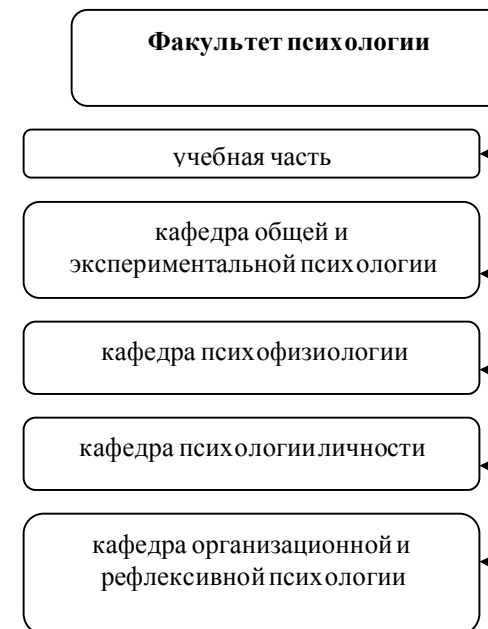 Факультет психологии
учебная часть
кафедра общей и
экспериментальной психологии
кафедра психофизиологии
кафедра психологии личности
кафедра организационной и
рефлексивной психологии